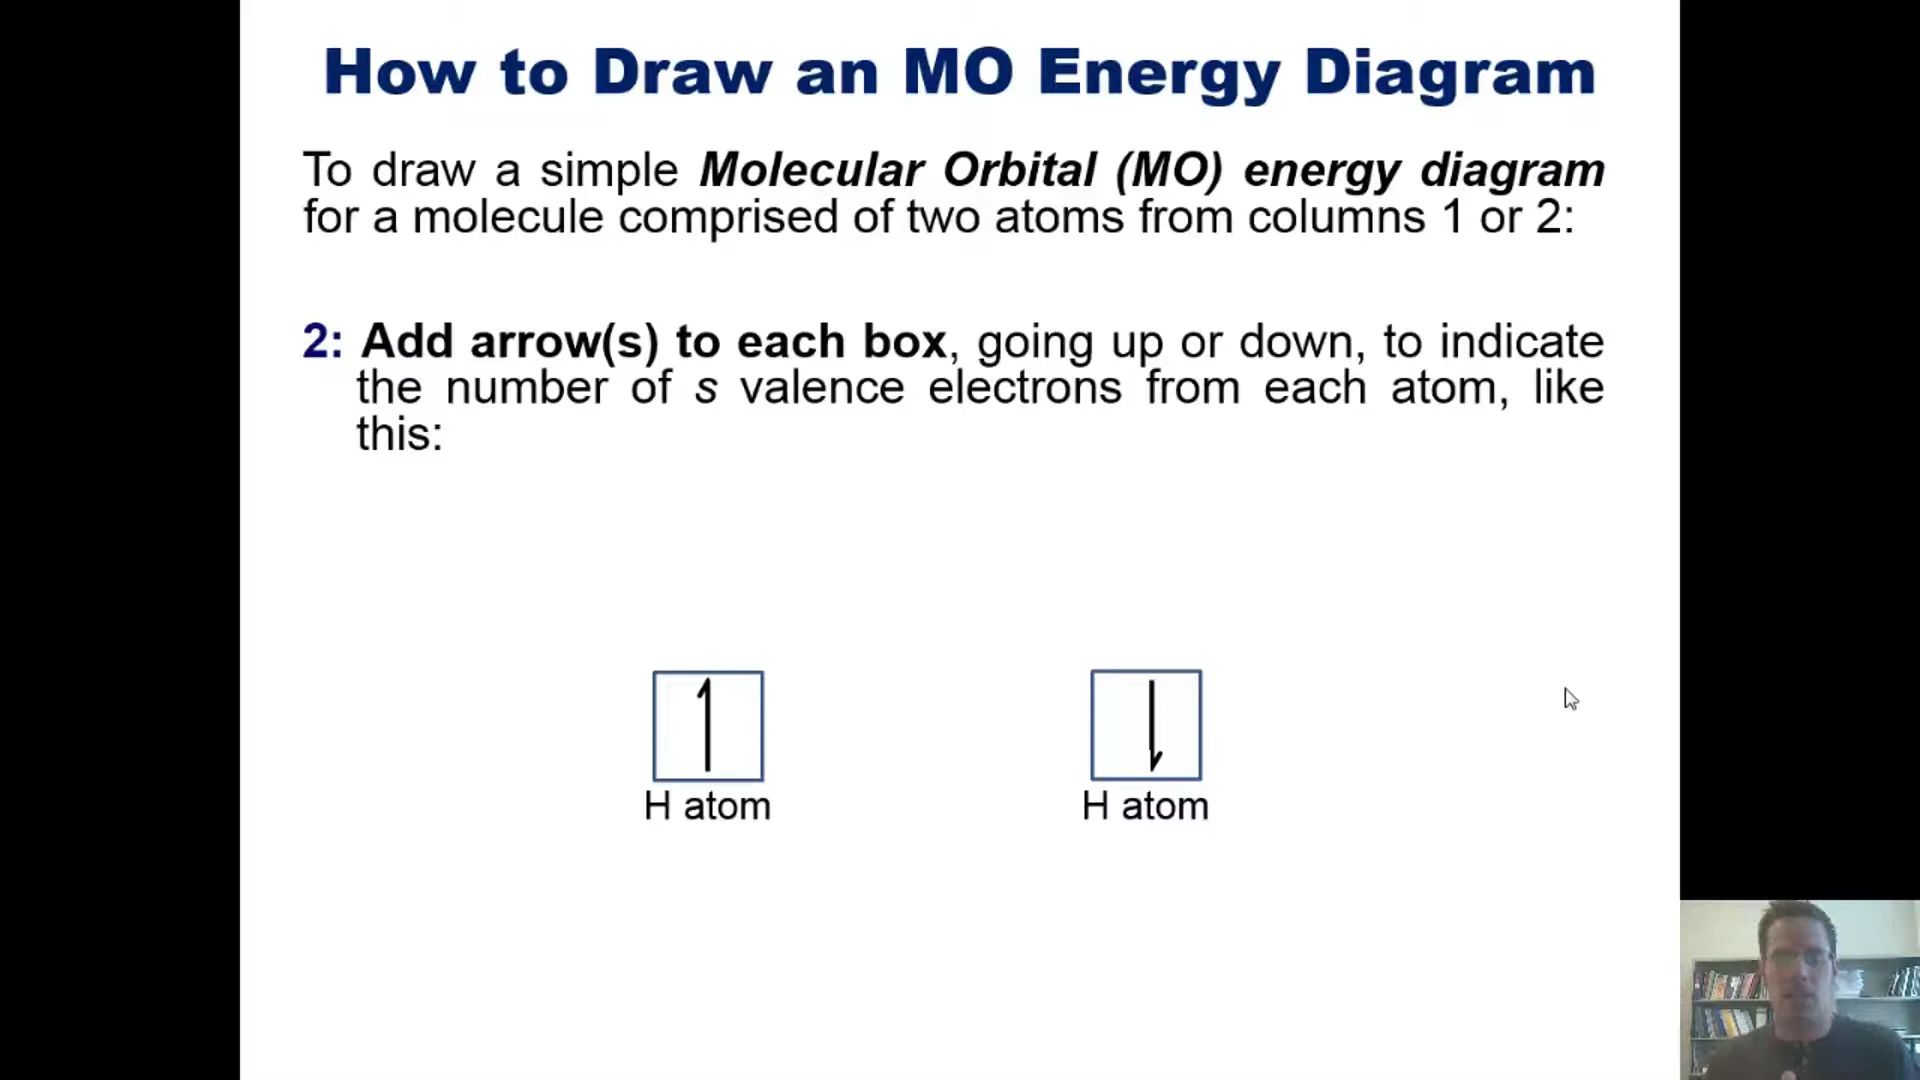 How to Draw an MO Energy Diagram
To draw a simple Molecular Orbital (MO) energy diagram
for a molecule comprised of two atoms from columns 1 or 2:
2: Add arrow(s) to each box, going up or down, to indicate
the number of s valence electrons from each atom, like
this:
H atom
H atom